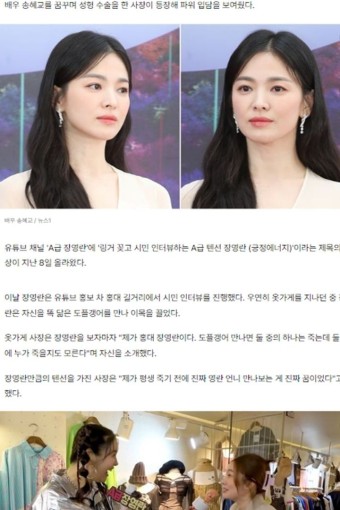 배우 송혜교를 꿈꾸며 성형 수술을 한 사장이 등장해 파워 입담을 보여줬다.
배우 송혜교 / 뉴스1
유튜브 채널 'A급 장영란'에 '링거 꽂고 시민 인터뷰하는 A급 텐션 장영란 (긍정에너지)'이라는 제목의
상이 지난 8일 올라왔다.
이날 장영란은 유튜브 홍보 차 홍대 길거리에서 시민 인터뷰를 진행했다. 우연히 옷가게를 지나던 중
란은 자신을 똑 닮은 도플갱어를 만나 이목을 끌었다.
옷가게 사장은 장영란을 보자마자 "제가 홍대 장영란이다. 도플갱어 만나면 둘 중의 하나는 죽는데 둘
에 누가 죽을지도 모른다"며 자신을 소개했다.
장영란만큼의 텐션을 가진 사장은 "제가 평생 죽기 전에 진짜 영란 언니 만나보는 게 진짜 꿈이었다"고
했다.
장영란